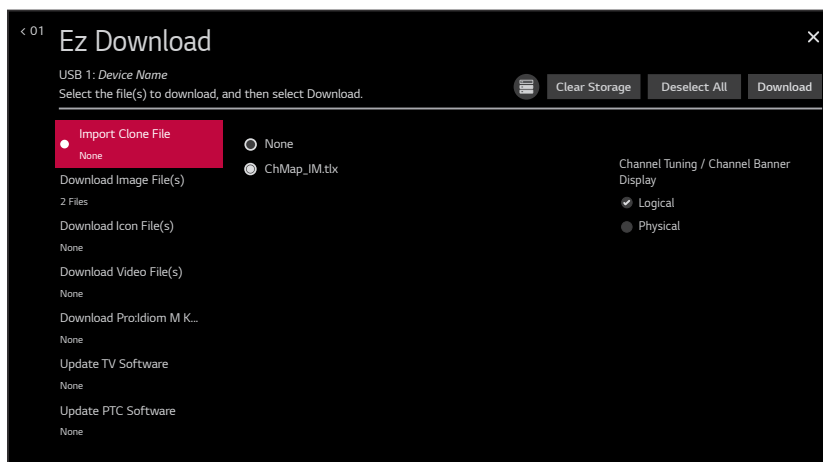 < 01
Ez Download
USB 1: Device Name
Select the file(s) to download, and then select Download.
Clear Storage
Deselect All
Download
Import Clone File
None
Download Image File(s)
2 Files
Download Icon File(s)
None
Download Video File(s)
None
Download Pro:Idiom M K...
None
Update TV Software
None
Update PTC Software
None
None
ChMap_IM.tlx
Channel Tuning / Channel Banner
Display
Logical
Physical